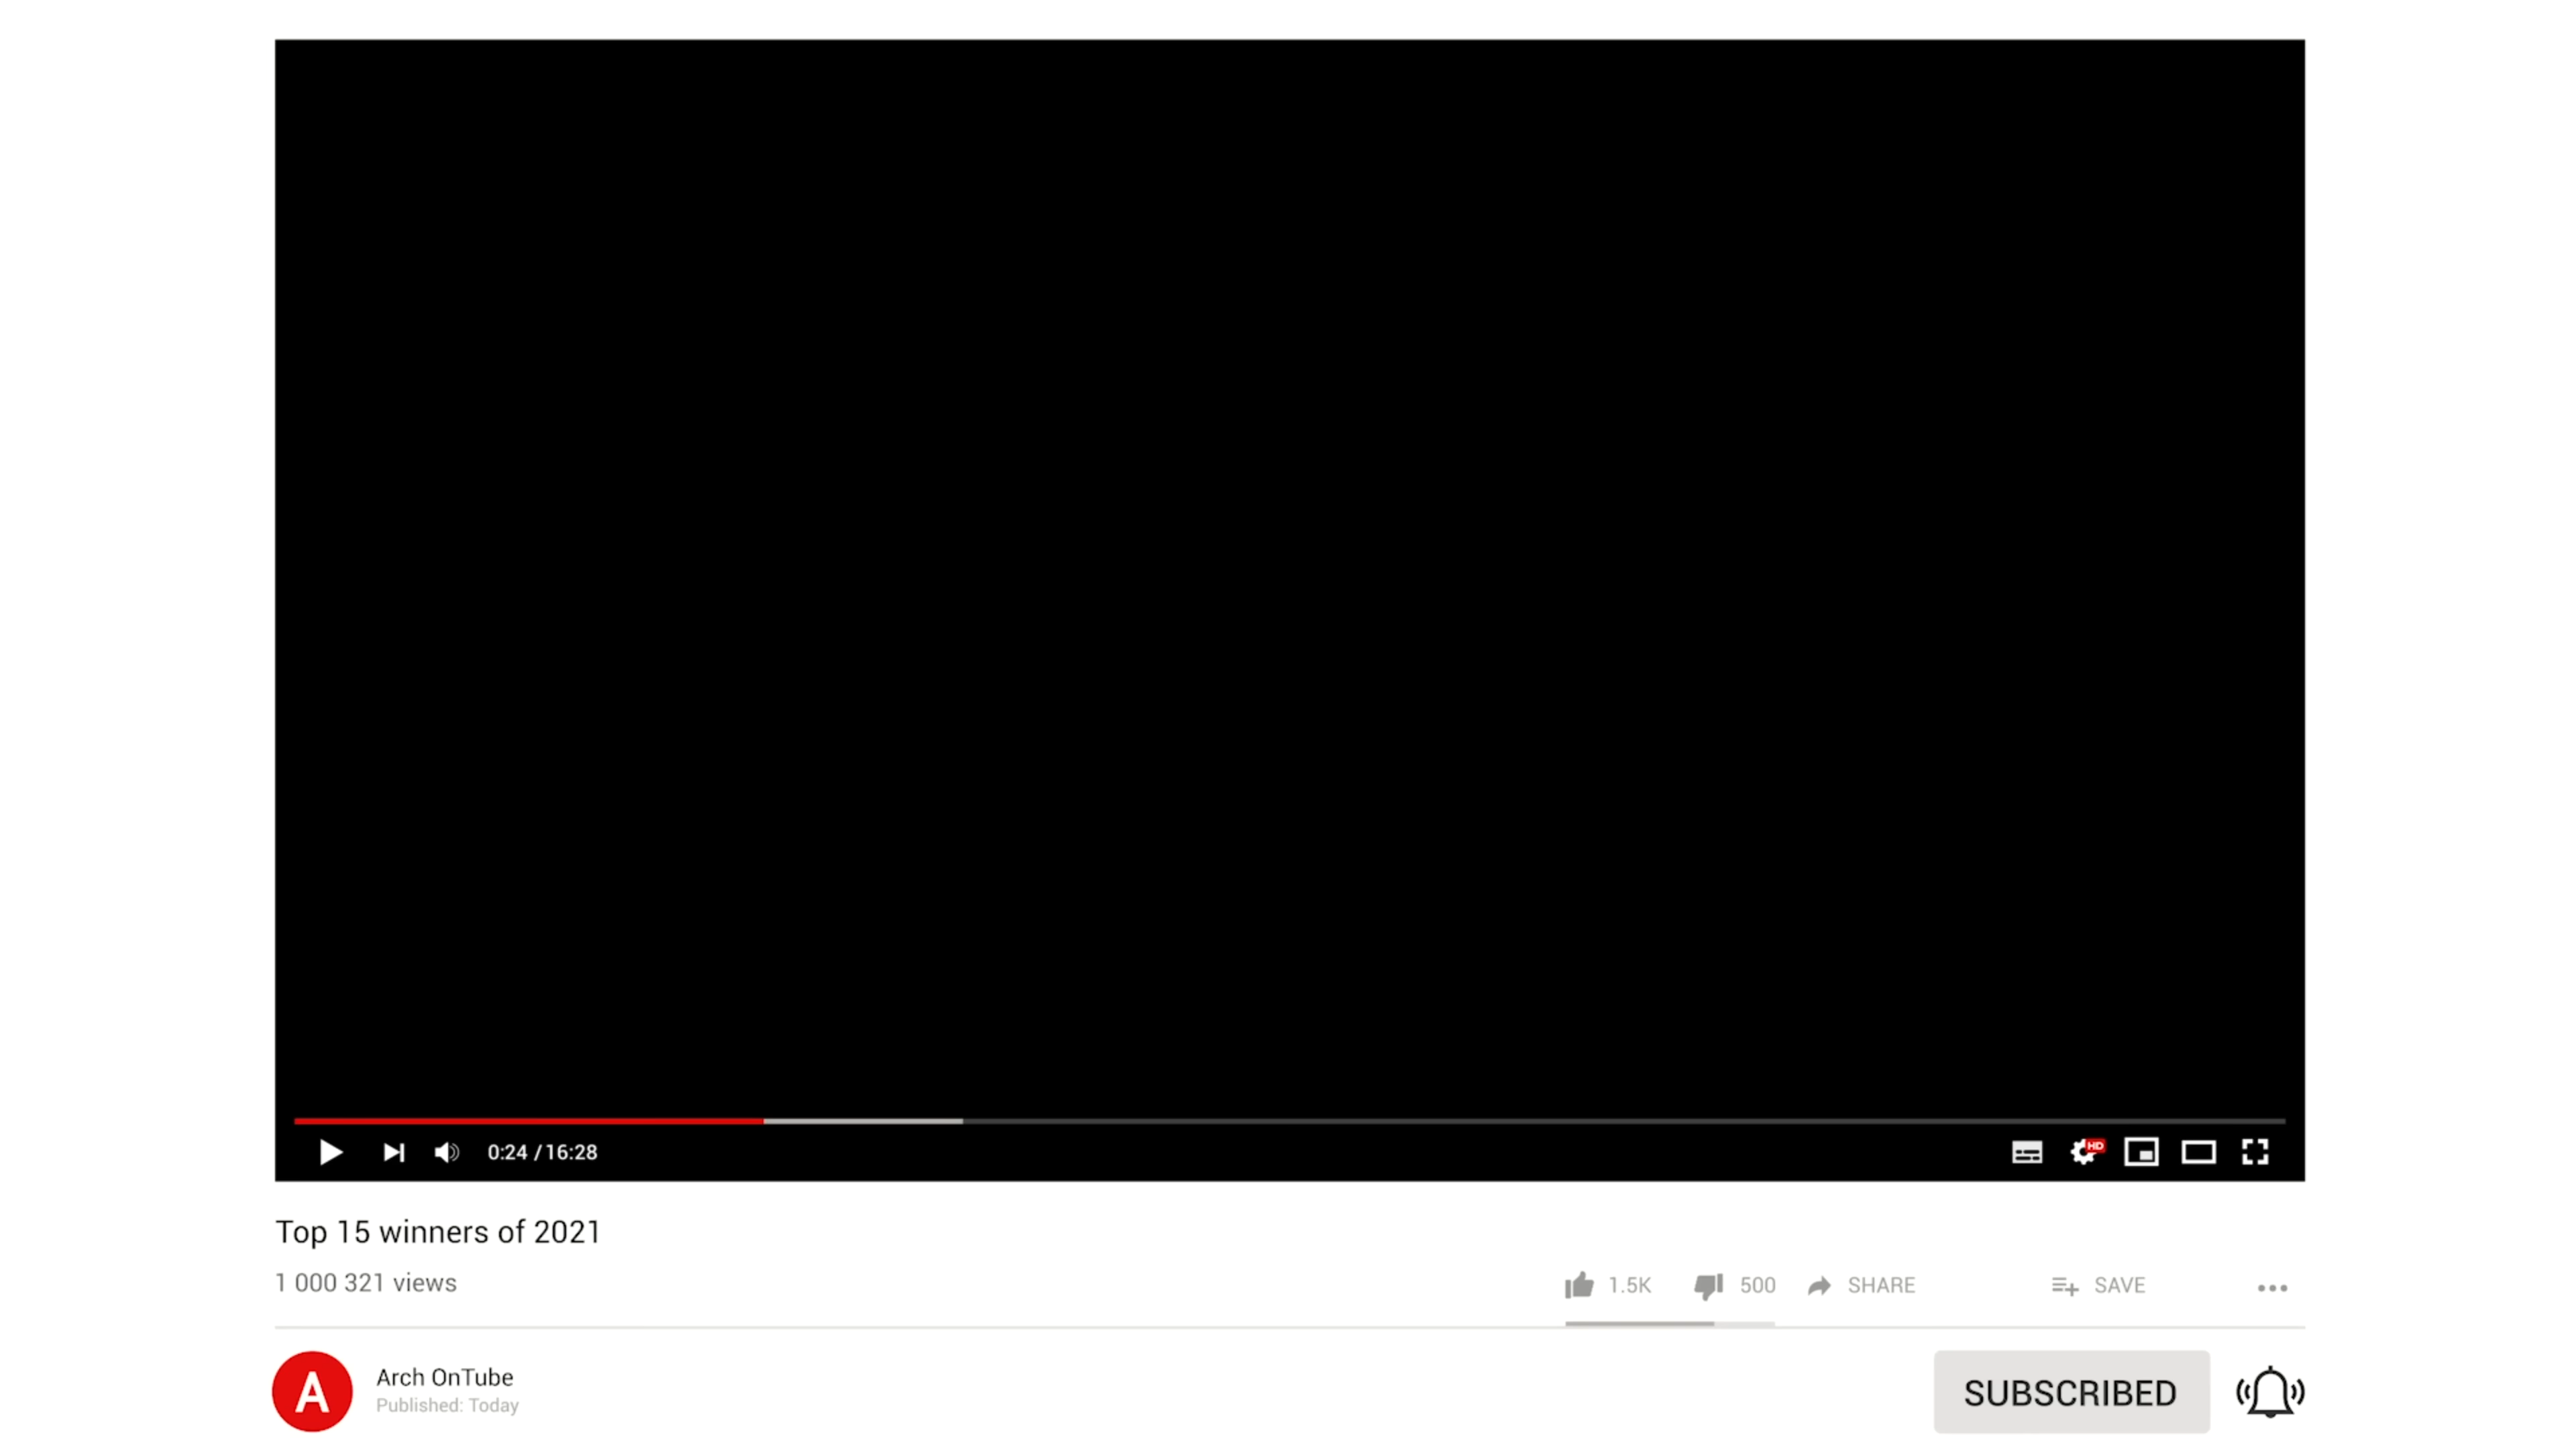 0:24 / 16:28
HD
Top 15 winners of 2021
1 000 321 views
1.5K 500 SHARE SAVE
A
Arch OnTube
Published: Today
SUBSCRIBED